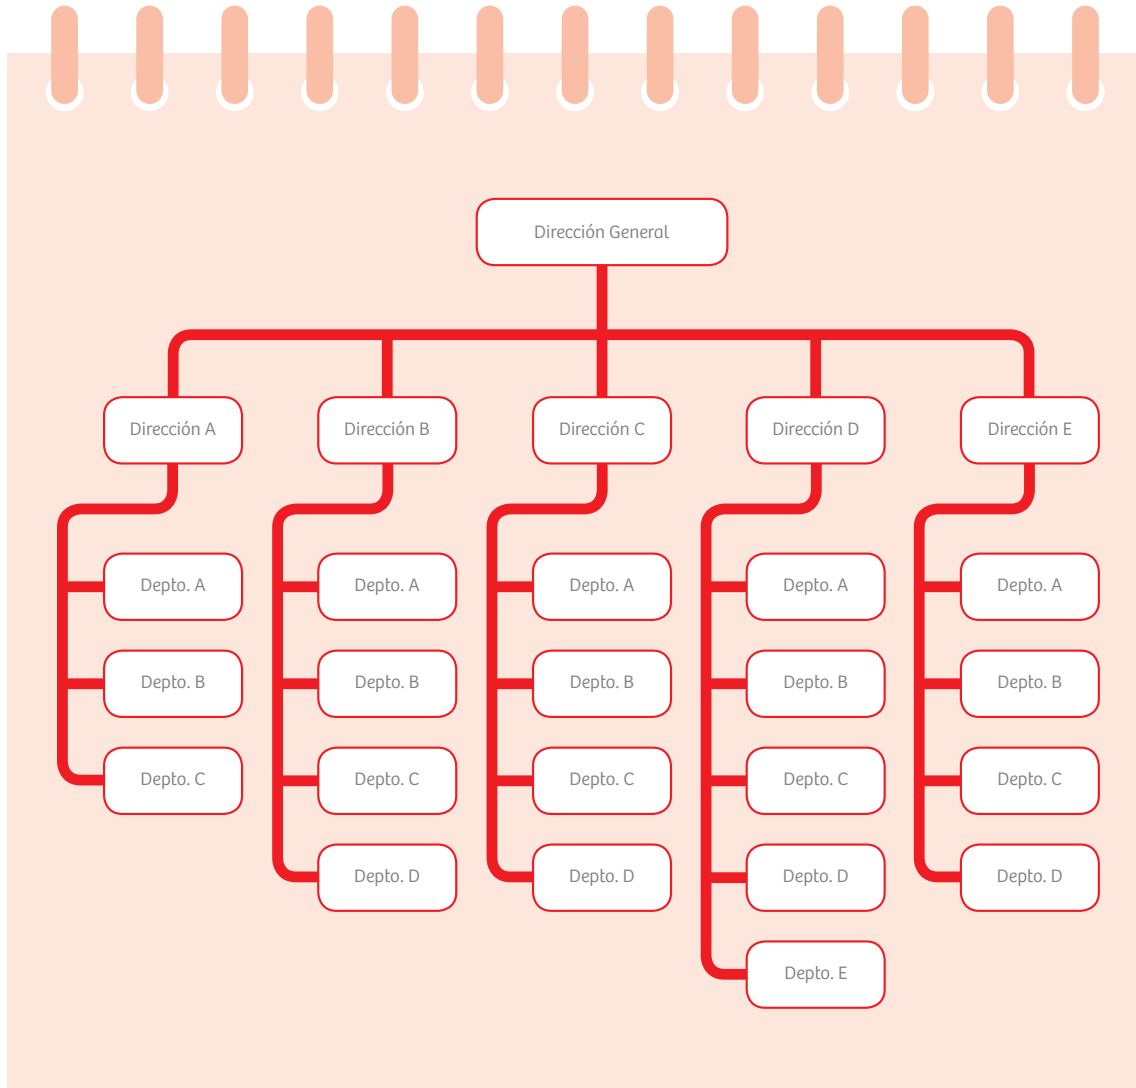 Dirección General
Dirección A
Dirección B
Dirección C
Dirección D
Dirección E
Depto. A
Depto. A
Depto. A
Depto. A
Depto. A
Depto. B
Depto. B
Depto. B
Depto. B
Depto. B
Depto. C
Depto. C
Depto. C
Depto. C
Depto. C
Depto. D
Depto. D
Depto. D
Depto. D
Depto. E